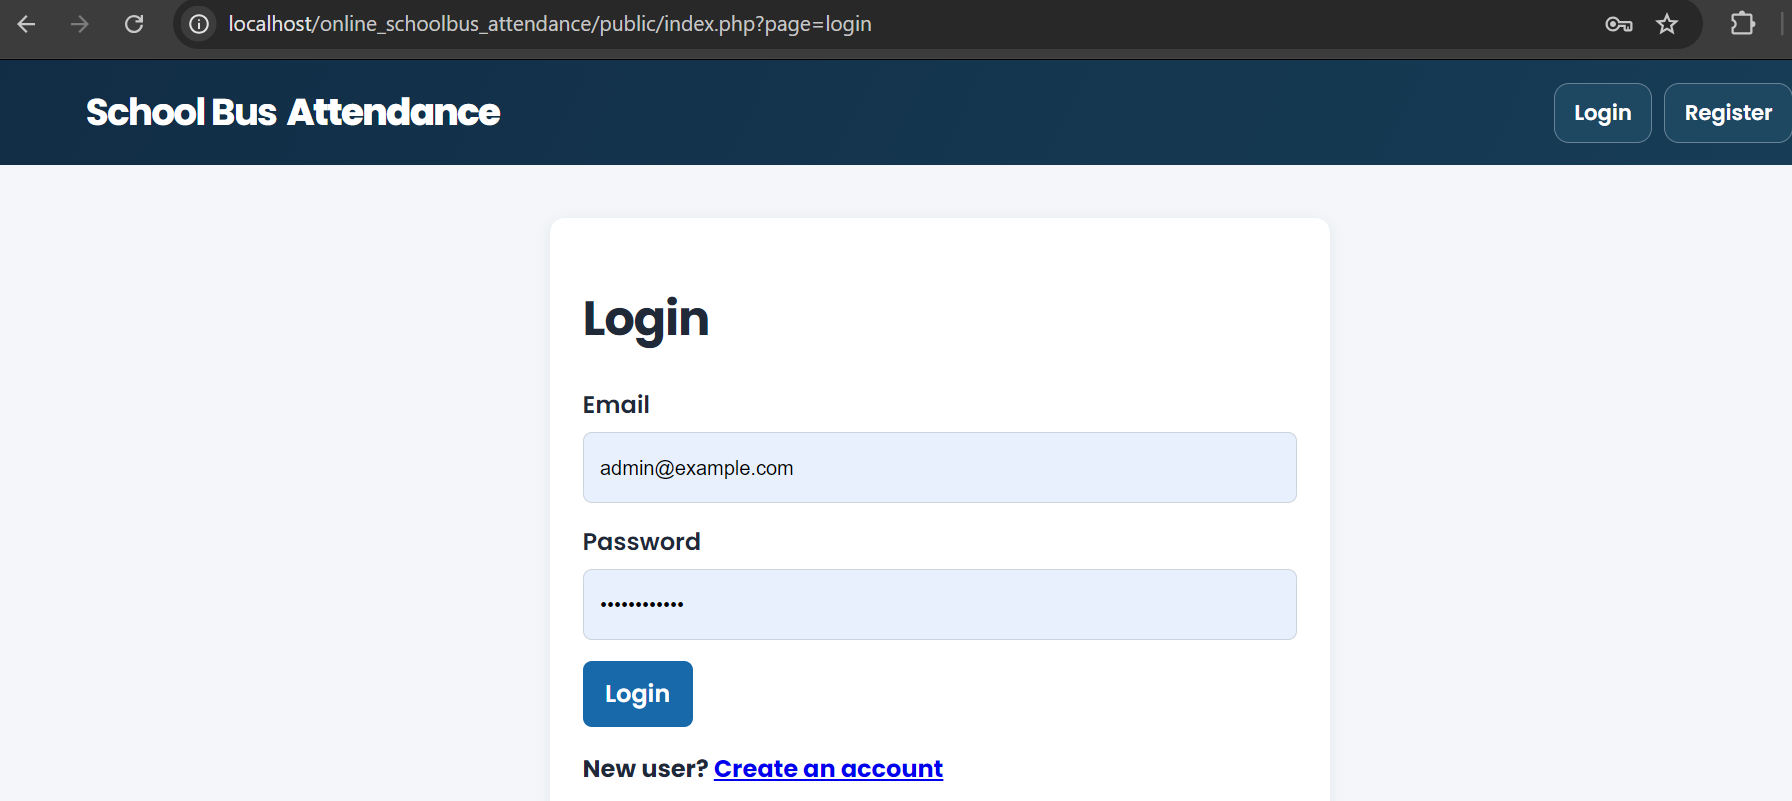 localhost/online_schoolbus_attendance/public/index.php?page=login
School Bus Attendance
Login
Register
Login
Email
admin@example.com
Password
••••••••••••
Login
New user? Create an account